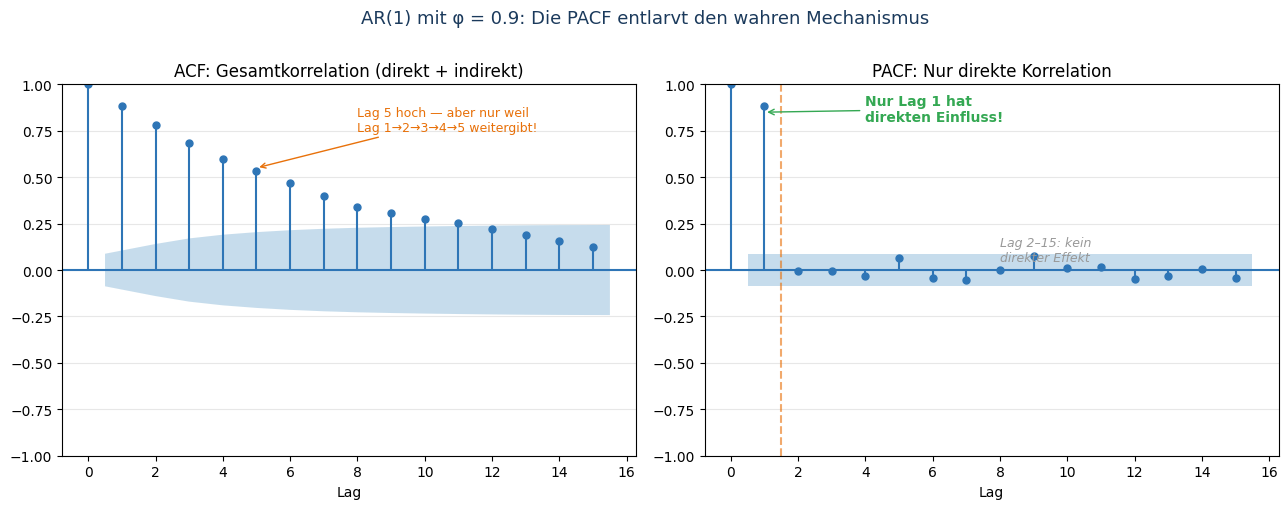 AR(1) mit φ = 0.9: Die PACF entlarvt den wahren Mechanismus
ACF: Gesamtkorrelation (direkt + indirekt)
1.00
0.75
0.50
0.25
0.00
−0.25
−0.50
−0.75
−1.00
Lag 5 hoch — aber nur weil
Lag 1→2→3→4→5 weitergibt!
0 2 4 6 8 10 12 14 16
Lag
PACF: Nur direkte Korrelation
1.00
0.75
0.50
0.25
0.00
−0.25
−0.50
−0.75
−1.00
Nur Lag 1 hat
direkten Einfluss!
Lag 2–15: kein
direkter Effekt
0 2 4 6 8 10 12 14 16
Lag